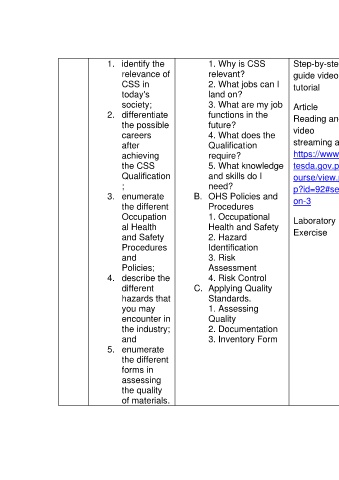 1. identify the
relevance of
CSS in
today's
society;
2. differentiate
the possible
careers
after
achieving
the CSS
Qualification
;
3. enumerate
the different
Occupation
al Health
and Safety
Procedures
and
Policies;
4. describe the
different
hazards that
you may
encounter in
the industry;
and
5. enumerate
the different
forms in
assessing
the quality
of materials.
1. Why is CSS
relevant?
2. What jobs can I
land on?
3. What are my job
functions in the
future?
4. What does the
Qualification
require?
5. What knowledge
and skills do I
need?
B. OHS Policies and
Procedures
1. Occupational
Health and Safety
2. Hazard
Identification
3. Risk
Assessment
4. Risk Control
C. Applying Quality
Standards.
1. Assessing
Quality
2. Documentation
3. Inventory Form
Step-by-ste
guide video
tutorial
Article
Reading an
video
streaming a
https://www
tesda.gov.p
ourse/view.
p?id=92#se
on-3
Laboratory
Exercise